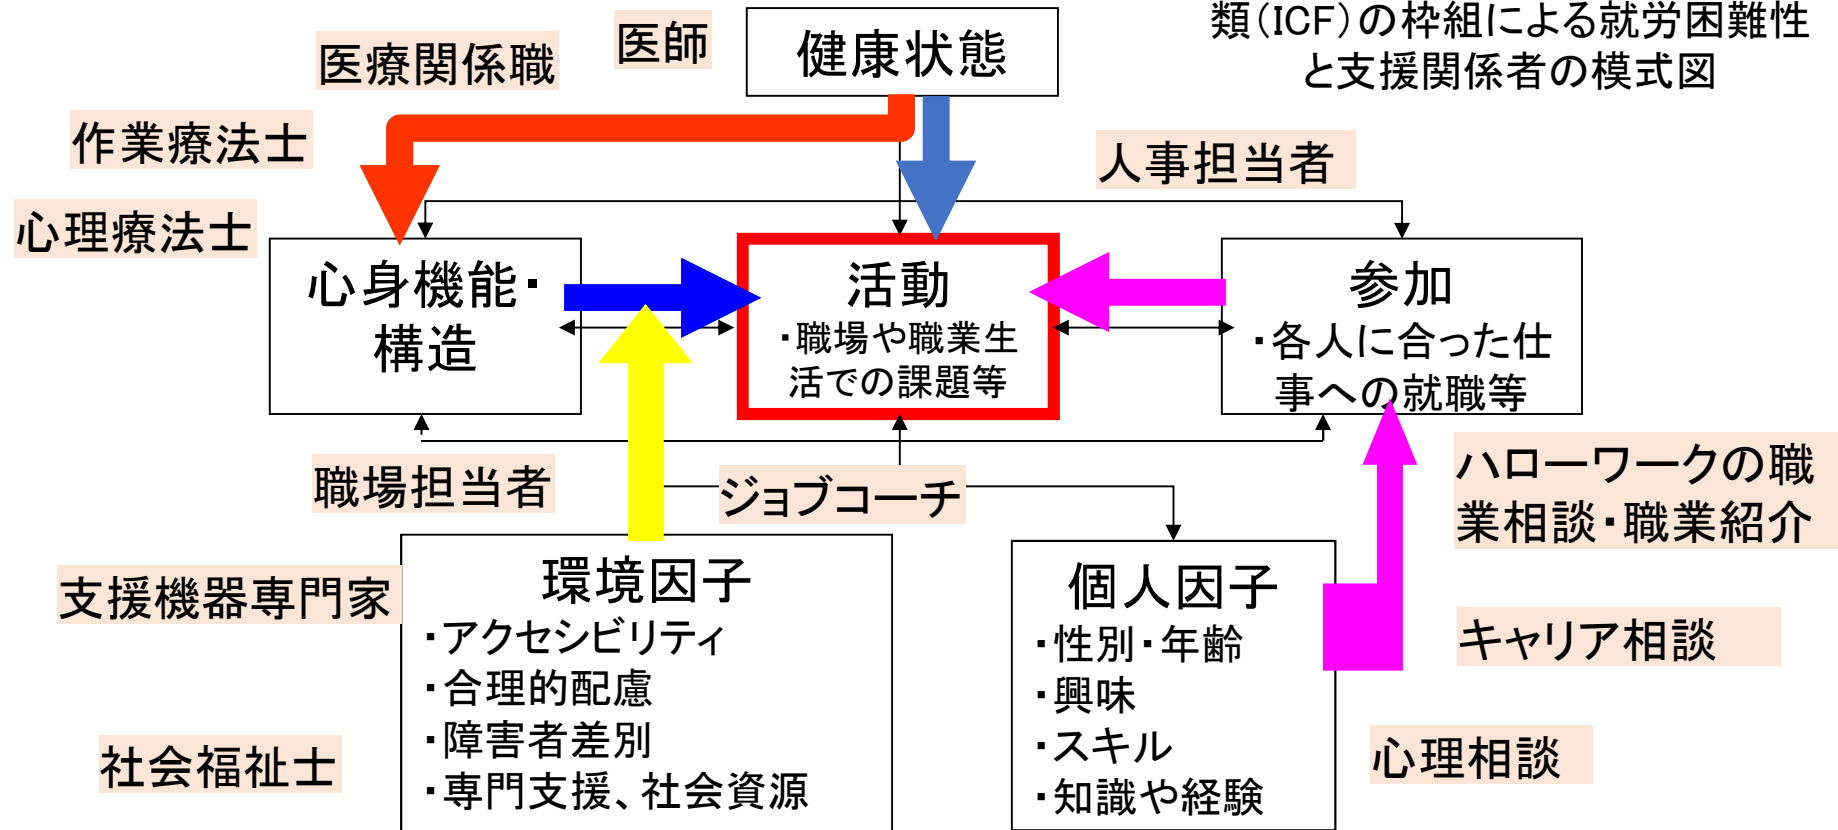 類(ICF)の枠組による就労困難性
と支援関係者の模式図
医師
健康状態
医療関係職
作業療法士
人事担当者
心理療法士
心身機能・
構造
活動
・職場や職業生
活での課題等
参加
・各人に合った仕
事への就職等
職場担当者
ジョブコーチ
ハローワークの職
業相談・職業紹介
支援機器専門家
環境因子
・アクセシビリティ
・合理的配慮
・障害者差別
・専門支援、社会資源
個人因子
・性別・年齢
・興味
・スキル
・知識や経験
キャリア相談
社会福祉士
心理相談